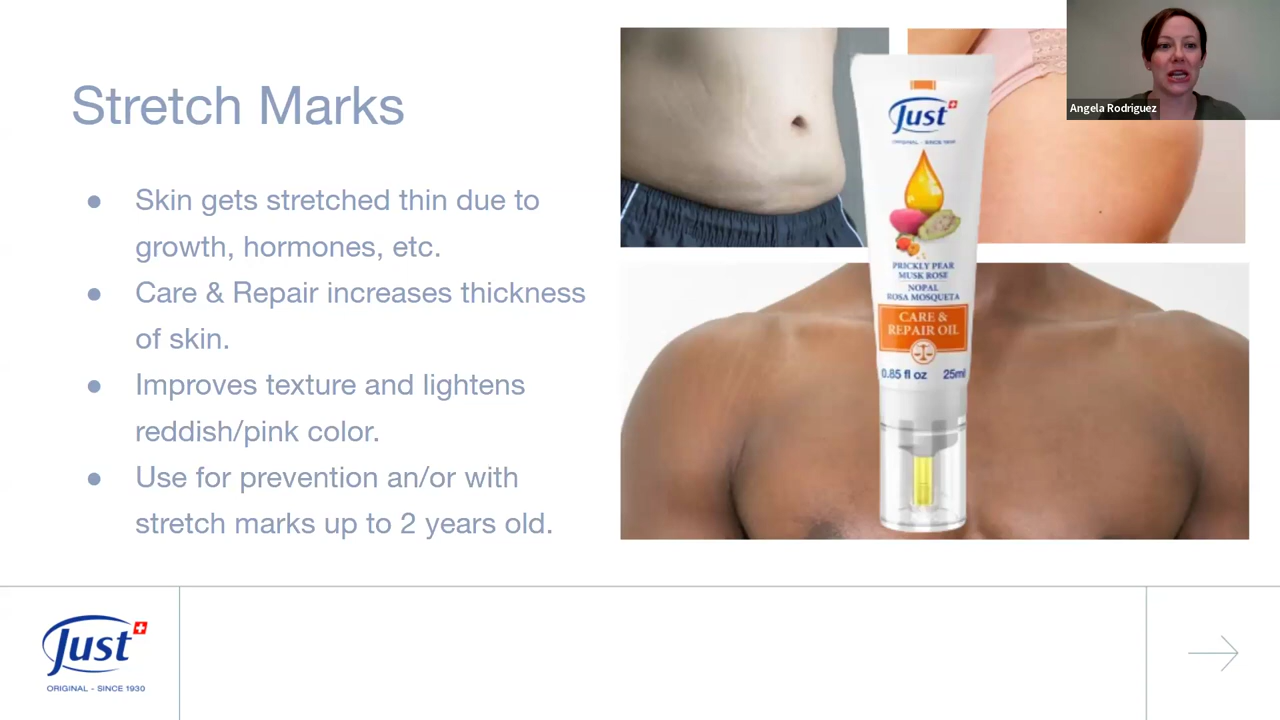 Stretch Marks
● Skin gets stretched thin due to
growth, hormones, etc.
● Care & Repair increases thickness
of skin.
● Improves texture and lightens
reddish/pink color.
● Use for prevention an/or with
stretch marks up to 2 years old.
Just
ORIGINAL - SINCE 1930
PRICKLY PEAR
MUSK ROSE
NOPAL
ROSA MOSQUETA
CARE &
REPAIR OIL
0.85 fl oz 25ml
Angela Rodriguez
Just
ORIGINAL - SINCE 1930